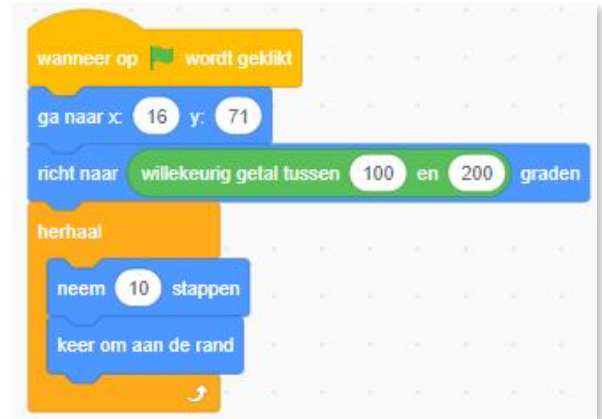 wanneer op wordt geklikt
ga naar x: 16 y: 71
richt naar willekeurig getal tussen 100 en 200 graden
herhaal
neem 10 stappen
keer om aan de rand